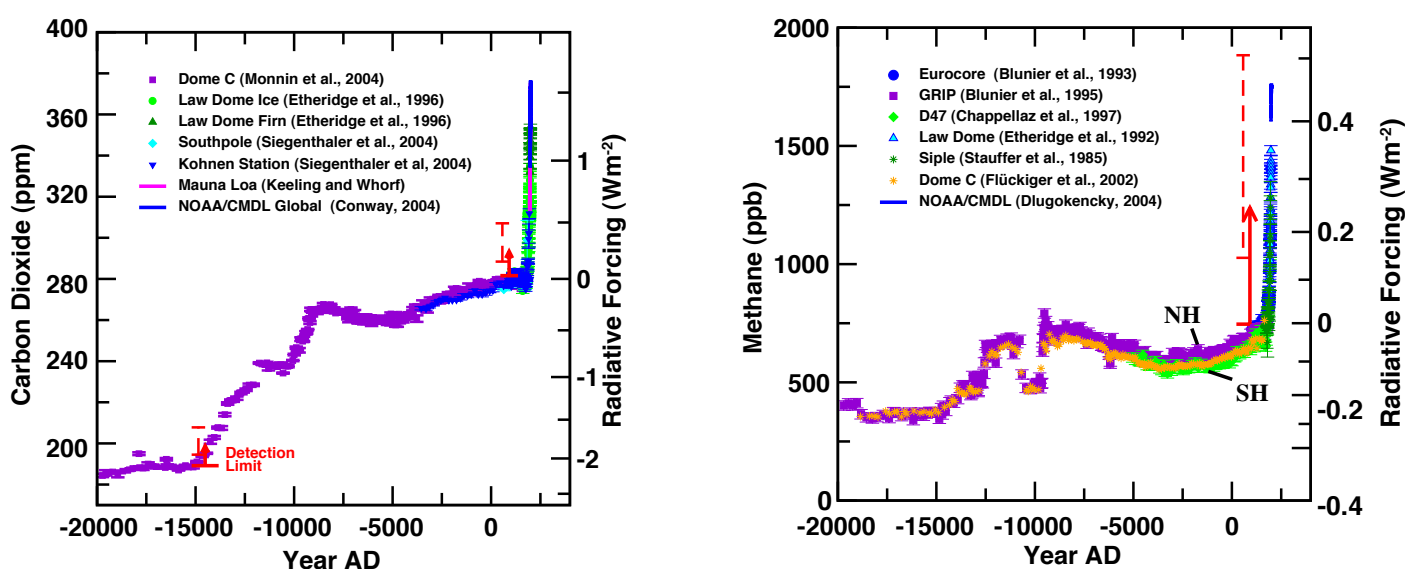 400
360
320
280
260
240
200
180
Carbon Dioxide (ppm)
Dome C (Monnin et al., 2004)
Law Dome Ice (Etheridge et al., 1996)
Law Dome Firn (Etheridge et al., 1996)
Southpole (Siegenthaler et al., 2004)
Kohnen Station (Siegenthaler et al, 2004)
Mauna Loa (Keeling and Whorf)
NOAA/CMDL Global (Conway, 2004)
Detection
Limit
1
0
-1
-2
Radiative Forcing (Wm-2)
-20000 -15000 -10000 -5000 0
Year AD
2000
1500
1000
500
0
Methane (ppb)
Eurocore (Blunier et al., 1993)
GRIP (Blunier et al., 1995)
D47 (Chappellaz et al., 1997)
Law Dome (Etheridge et al., 1992)
Siple (Stauffer et al., 1985)
Dome C (Flückiger et al., 2002)
NOAA/CMDL (Dlugokencky, 2004)
NH
SH
0.4
0.2
0
-0.2
-0.4
Radiative Forcing (Wm-2)
-20000 -15000 -10000 -5000 0
Year AD